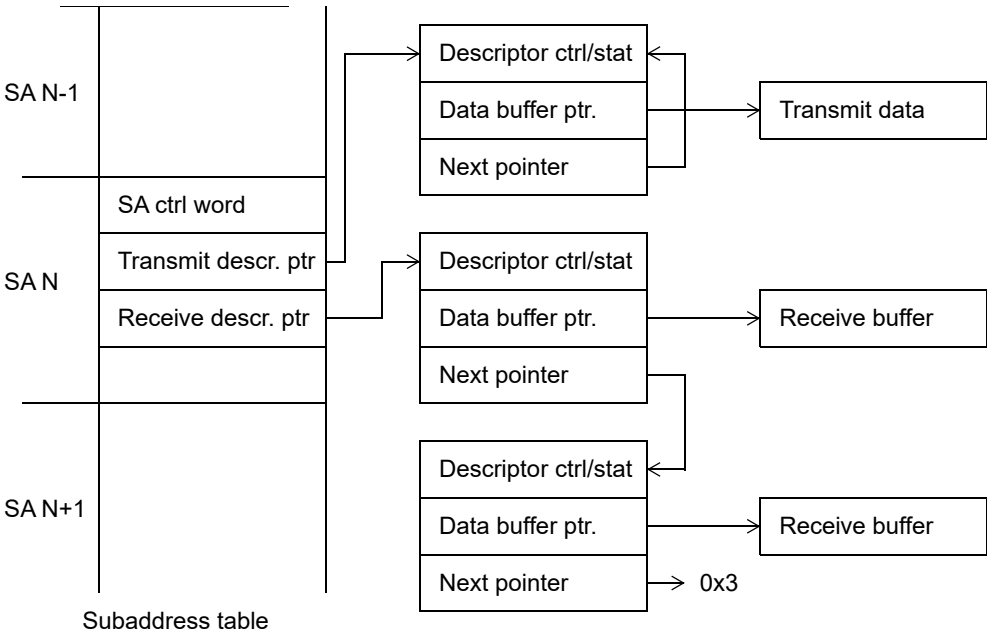 SA N-1
SA N
SA N+1
SA ctrl word
Transmit descr. ptr
Receive descr. ptr
Subaddress table
Descriptor ctrl/stat
Data buffer ptr.
Next pointer
Transmit data
Descriptor ctrl/stat
Data buffer ptr.
Next pointer
Receive buffer
Descriptor ctrl/stat
Data buffer ptr.
Next pointer
Receive buffer
0x3